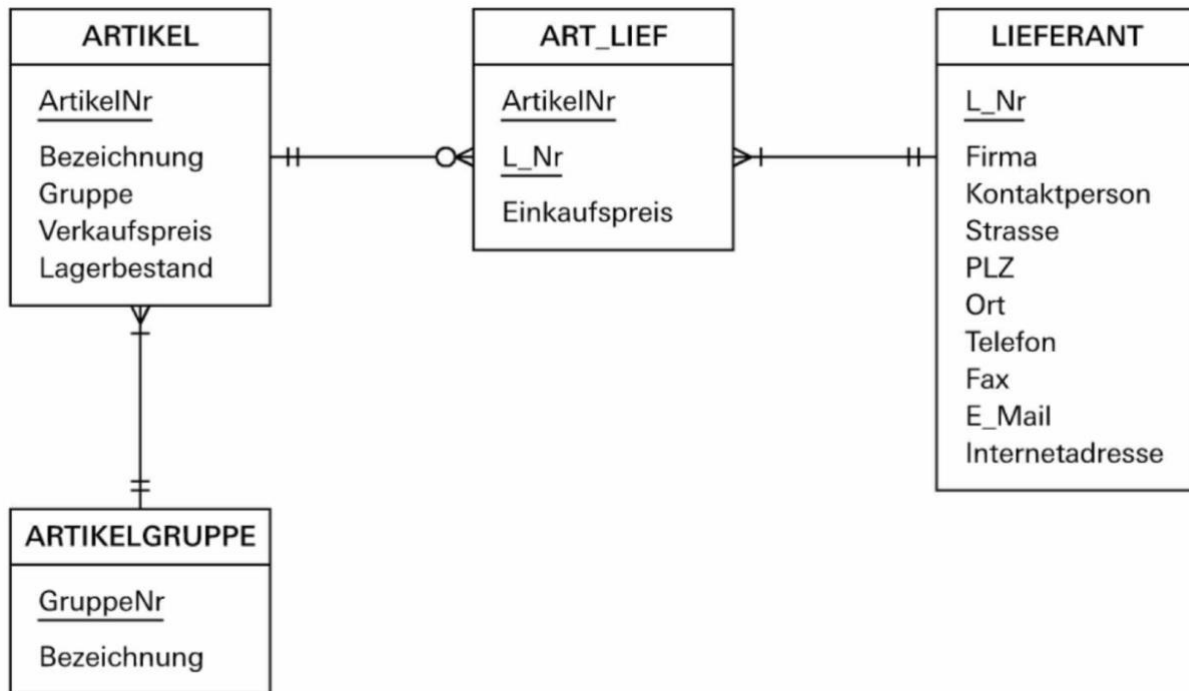 ARTIKEL
ArtikelNr
Bezeichnung
Gruppe
Verkaufspreis
Lagerbestand
ART_LIEF
ArtikelNr
L_Nr
Einkaufspreis
LIEFERANT
L_Nr
Firma
Kontaktperson
Strasse
PLZ
Ort
Telefon
Fax
E_Mail
Internetadresse
ARTIKELGRUPPE
GruppeNr
Bezeichnung